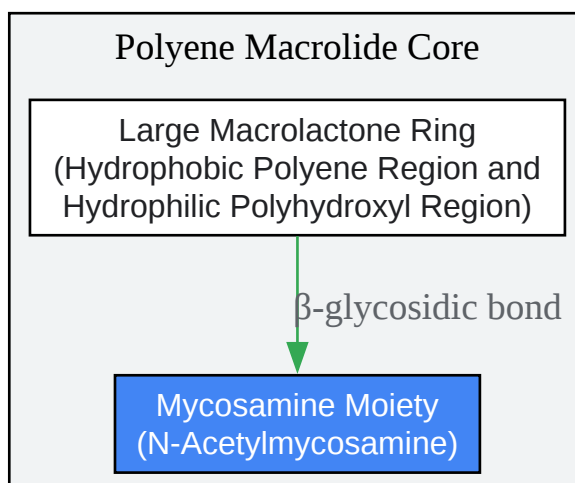 Polyene Macrolide Core
Large Macrolactone Ring
(Hydrophobic Polyene Region and
Hydrophilic Polyhydroxyl Region)
β-glycosidic bond
Mycosamine Moiety
(N-Acetylmycosamine)